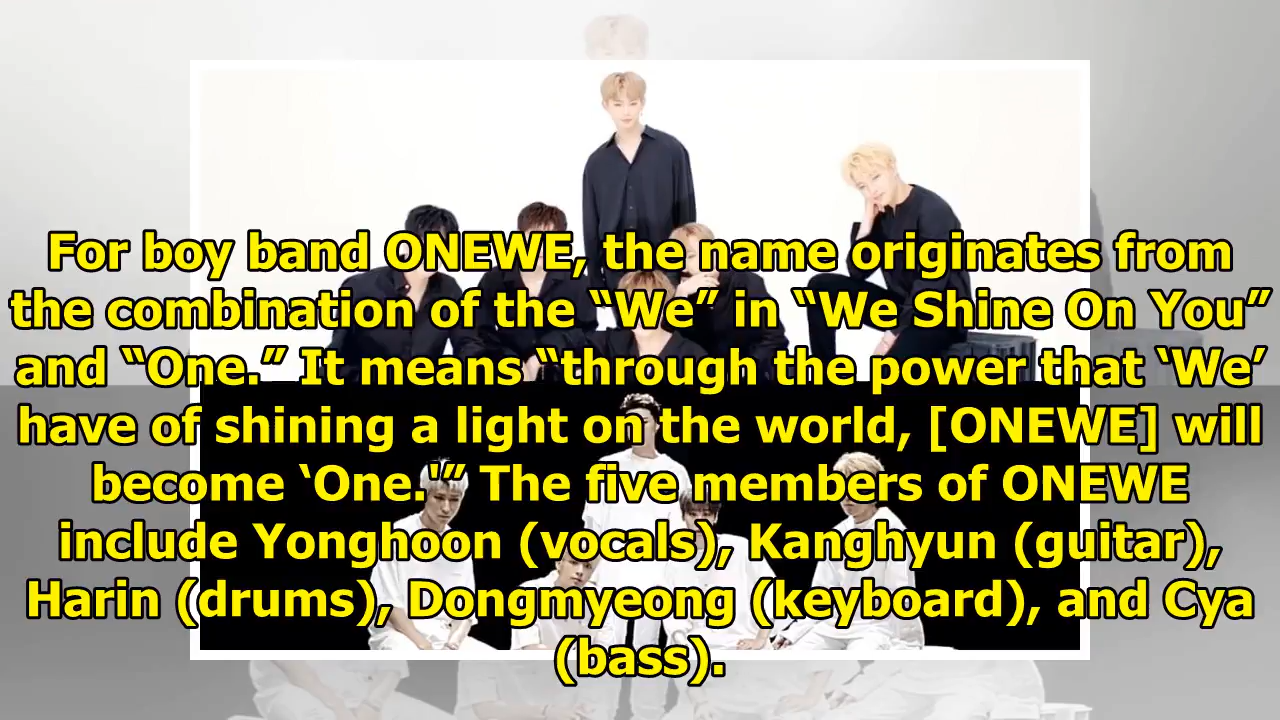 For boy band ONEWE, the name originates from
the combination of the “We” in “We Shine On You”
and “One.” It means “through the power that ‘We’
have of shining a light on the world, [ONEWE] will
become ‘One.'” The five members of ONEWE
include Yonghoon (vocals), Kanghyun (guitar),
Harin (drums), Dongmyeong (keyboard), and Cya
(bass).